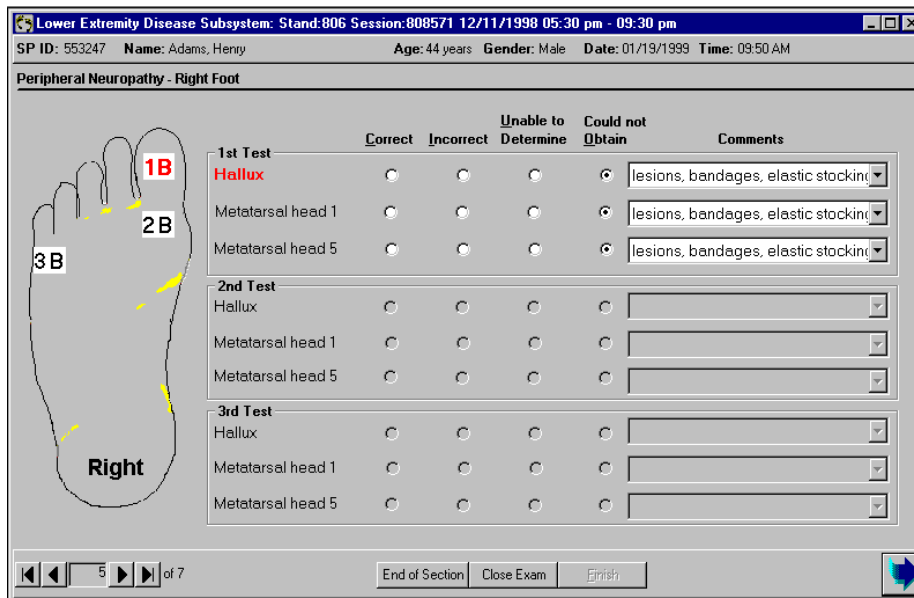 Lower Extremity Disease Subsystem: Stand:806 Session:808571 12/11/1998 05:30 pm - 09:30 pm
SP ID: 553247 Name: Adams, Henry Age: 44 years Gender: Male Date: 01/19/1999 Time: 09:50 AM
Peripheral Neuropathy - Right Foot
Correct Incorrect Unable to Determine Could not Obtain Comments
1st Test
Hallux lesions, bandages, elastic stocking
Metatarsal head 1 lesions, bandages, elastic stocking
Metatarsal head 5 lesions, bandages, elastic stocking
2nd Test
Hallux
Metatarsal head 1
Metatarsal head 5
3rd Test
Hallux
Metatarsal head 1
Metatarsal head 5
1B
2B
3B
Right
5 of 7
End of Section Close Exam Finish